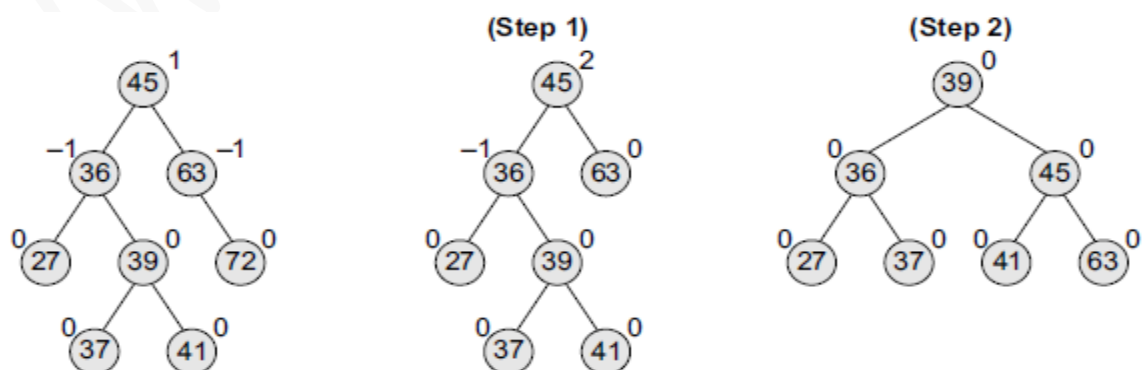 (Step 1) (Step 2)
1 2 0
45 45 39
–1 –1 –1 0 0 0
36 63 36 63 36 45
0 0 0 0 0 0 0 0 0
27 39 72 27 39 27 37 41 63
0 0 0 0
37 41 37 41